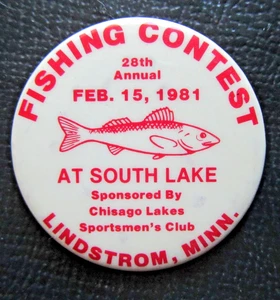 FISHING CONTEST
28th
Annual
FEB. 15, 1981
AT SOUTH LAKE
Sponsored By
Chisago Lakes
Sportsmen's Club
LINDSTROM, MINN.